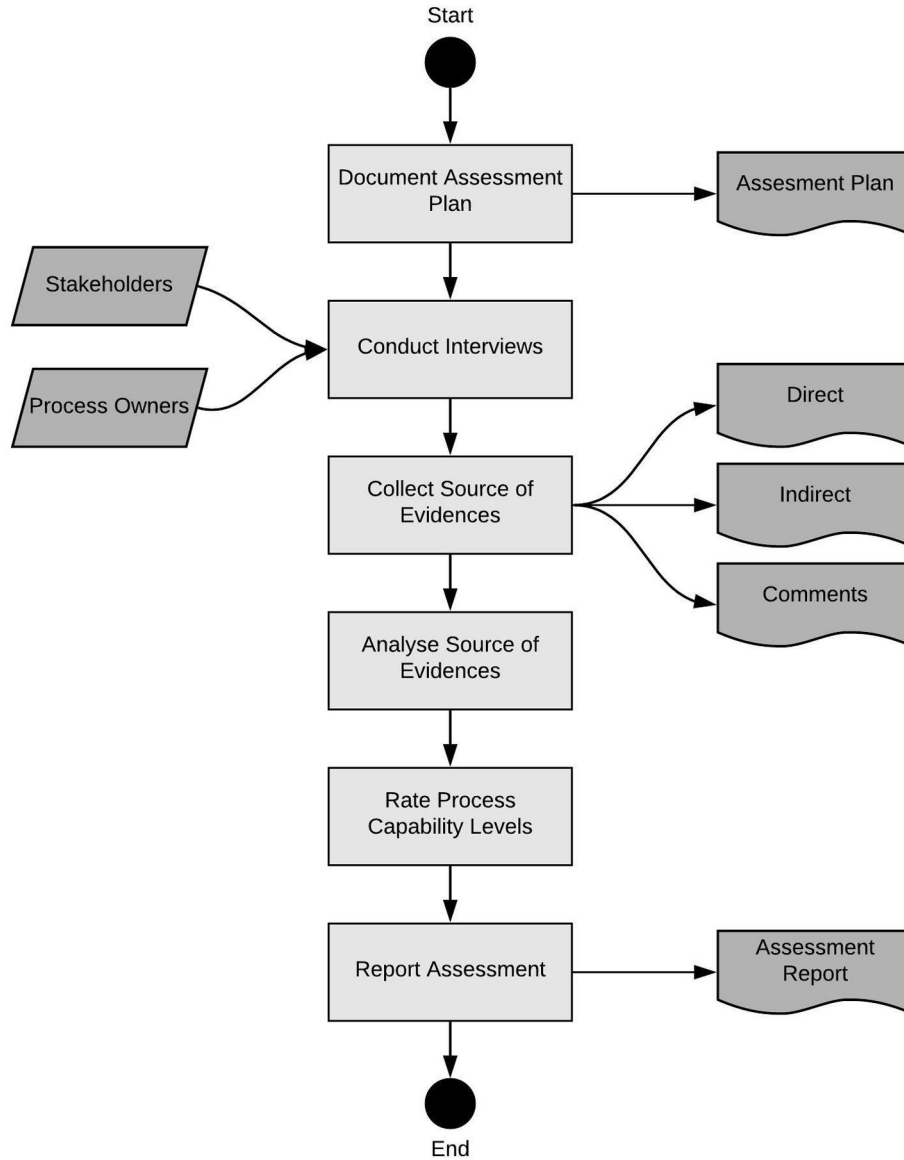 Start
Document Assessment
Plan
Assesment Plan
Stakeholders
Conduct Interviews
Process Owners
Direct
Collect Source of
Evidences
Indirect
Comments
Analyse Source of
Evidences
Rate Process
Capability Levels
Report Assessment
Assessment
Report
End